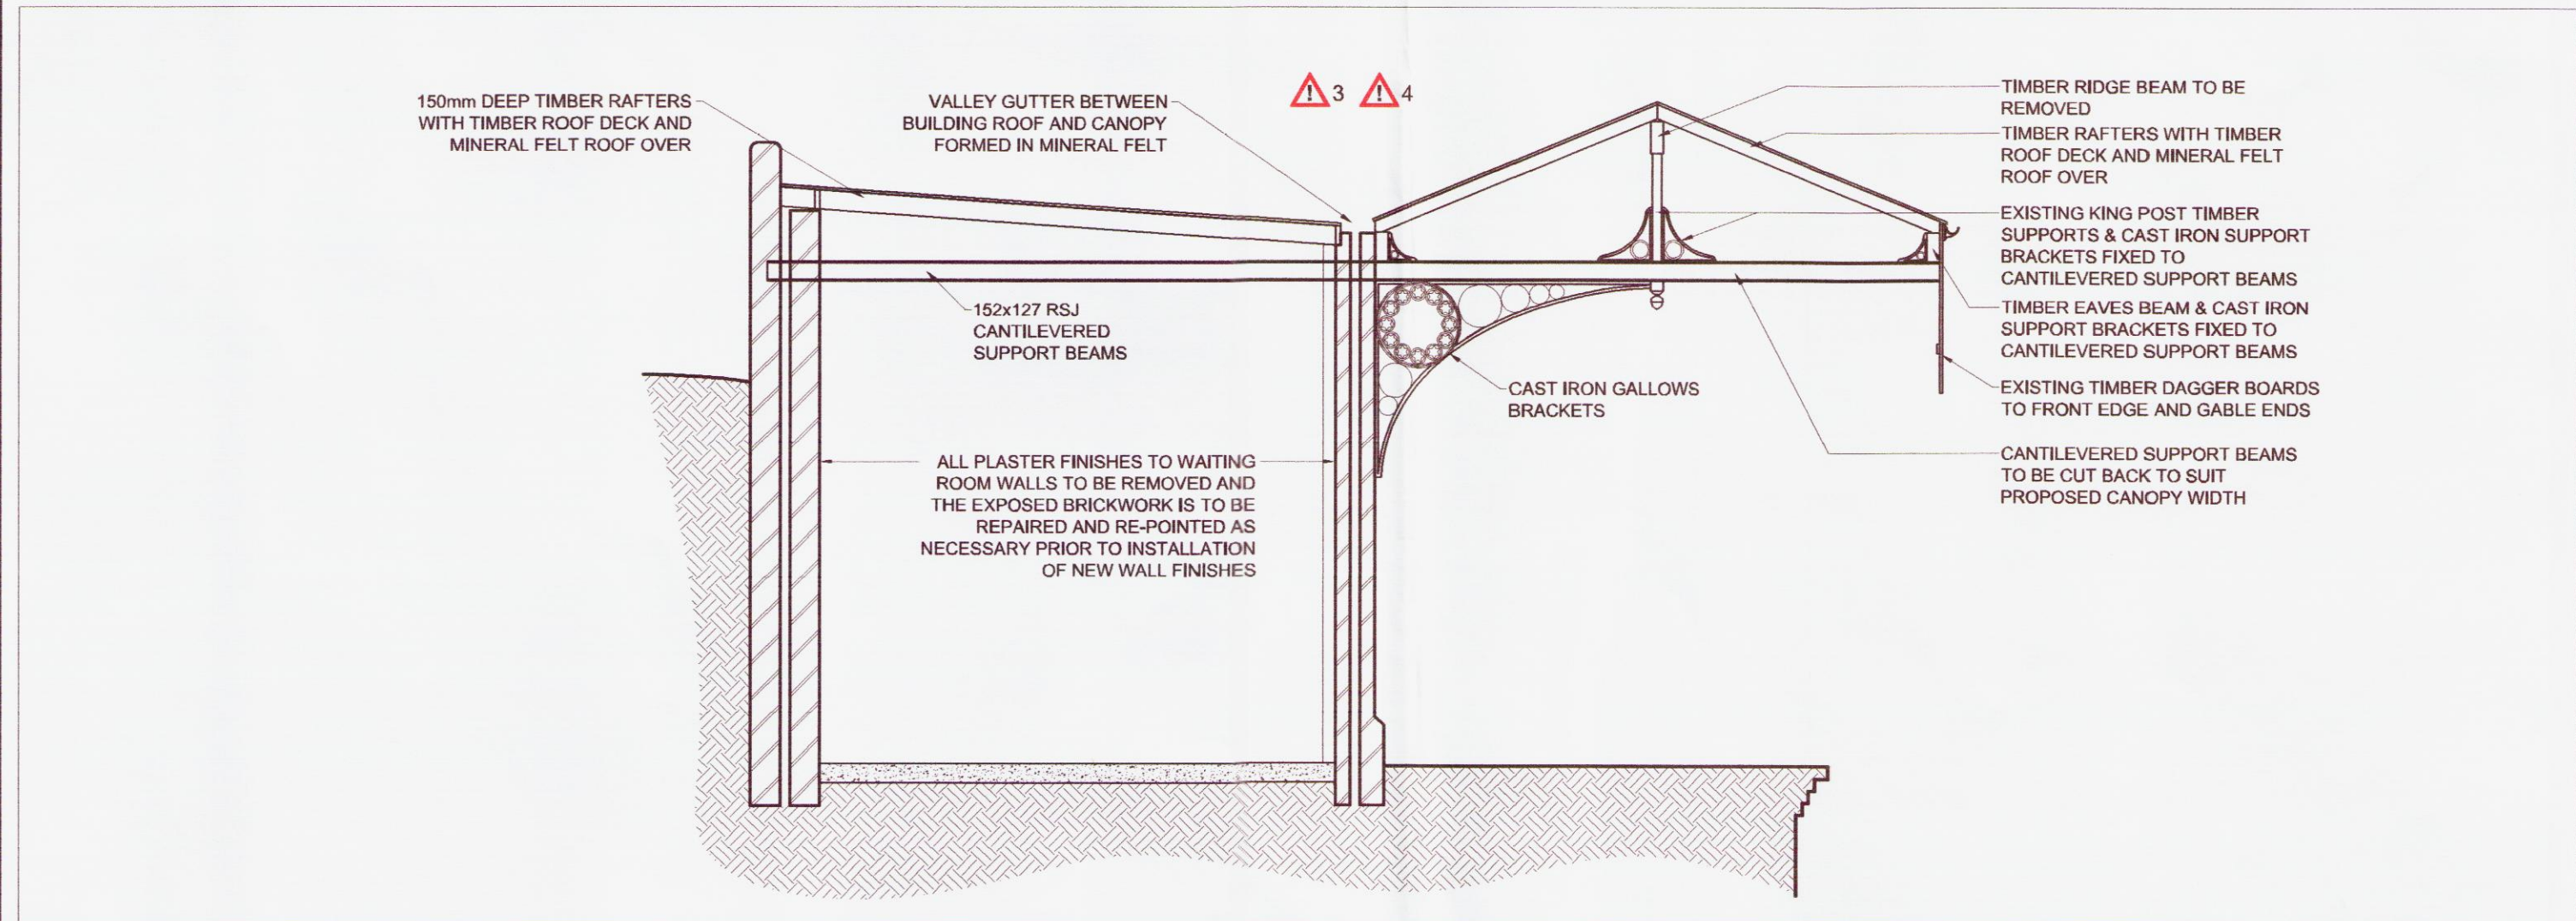 150mm DEEP TIMBER RAFTERS
WITH TIMBER ROOF DECK AND
MINERAL FELT ROOF OVER
VALLEY GUTTER BETWEEN
BUILDING ROOF AND CANOPY
FORMED IN MINERAL FELT
! 3 ! 4
TIMBER RIDGE BEAM TO BE
REMOVED
TIMBER RAFTERS WITH TIMBER
ROOF DECK AND MINERAL FELT
ROOF OVER
EXISTING KING POST TIMBER
SUPPORTS & CAST IRON SUPPORT
BRACKETS FIXED TO
CANTILEVERED SUPPORT BEAMS
TIMBER EAVES BEAM & CAST IRON
SUPPORT BRACKETS FIXED TO
CANTILEVERED SUPPORT BEAMS
EXISTING TIMBER DAGGER BOARDS
TO FRONT EDGE AND GABLE ENDS
CANTILEVERED SUPPORT BEAMS
TO BE CUT BACK TO SUIT
PROPOSED CANOPY WIDTH
152x127 RSJ
CANTILEVERED
SUPPORT BEAMS
CAST IRON GALLOWS
BRACKETS
ALL PLASTER FINISHES TO WAITING
ROOM WALLS TO BE REMOVED AND
THE EXPOSED BRICKWORK IS TO BE
REPAIRED AND RE-POINTED AS
NECESSARY PRIOR TO INSTALLATION
OF NEW WALL FINISHES